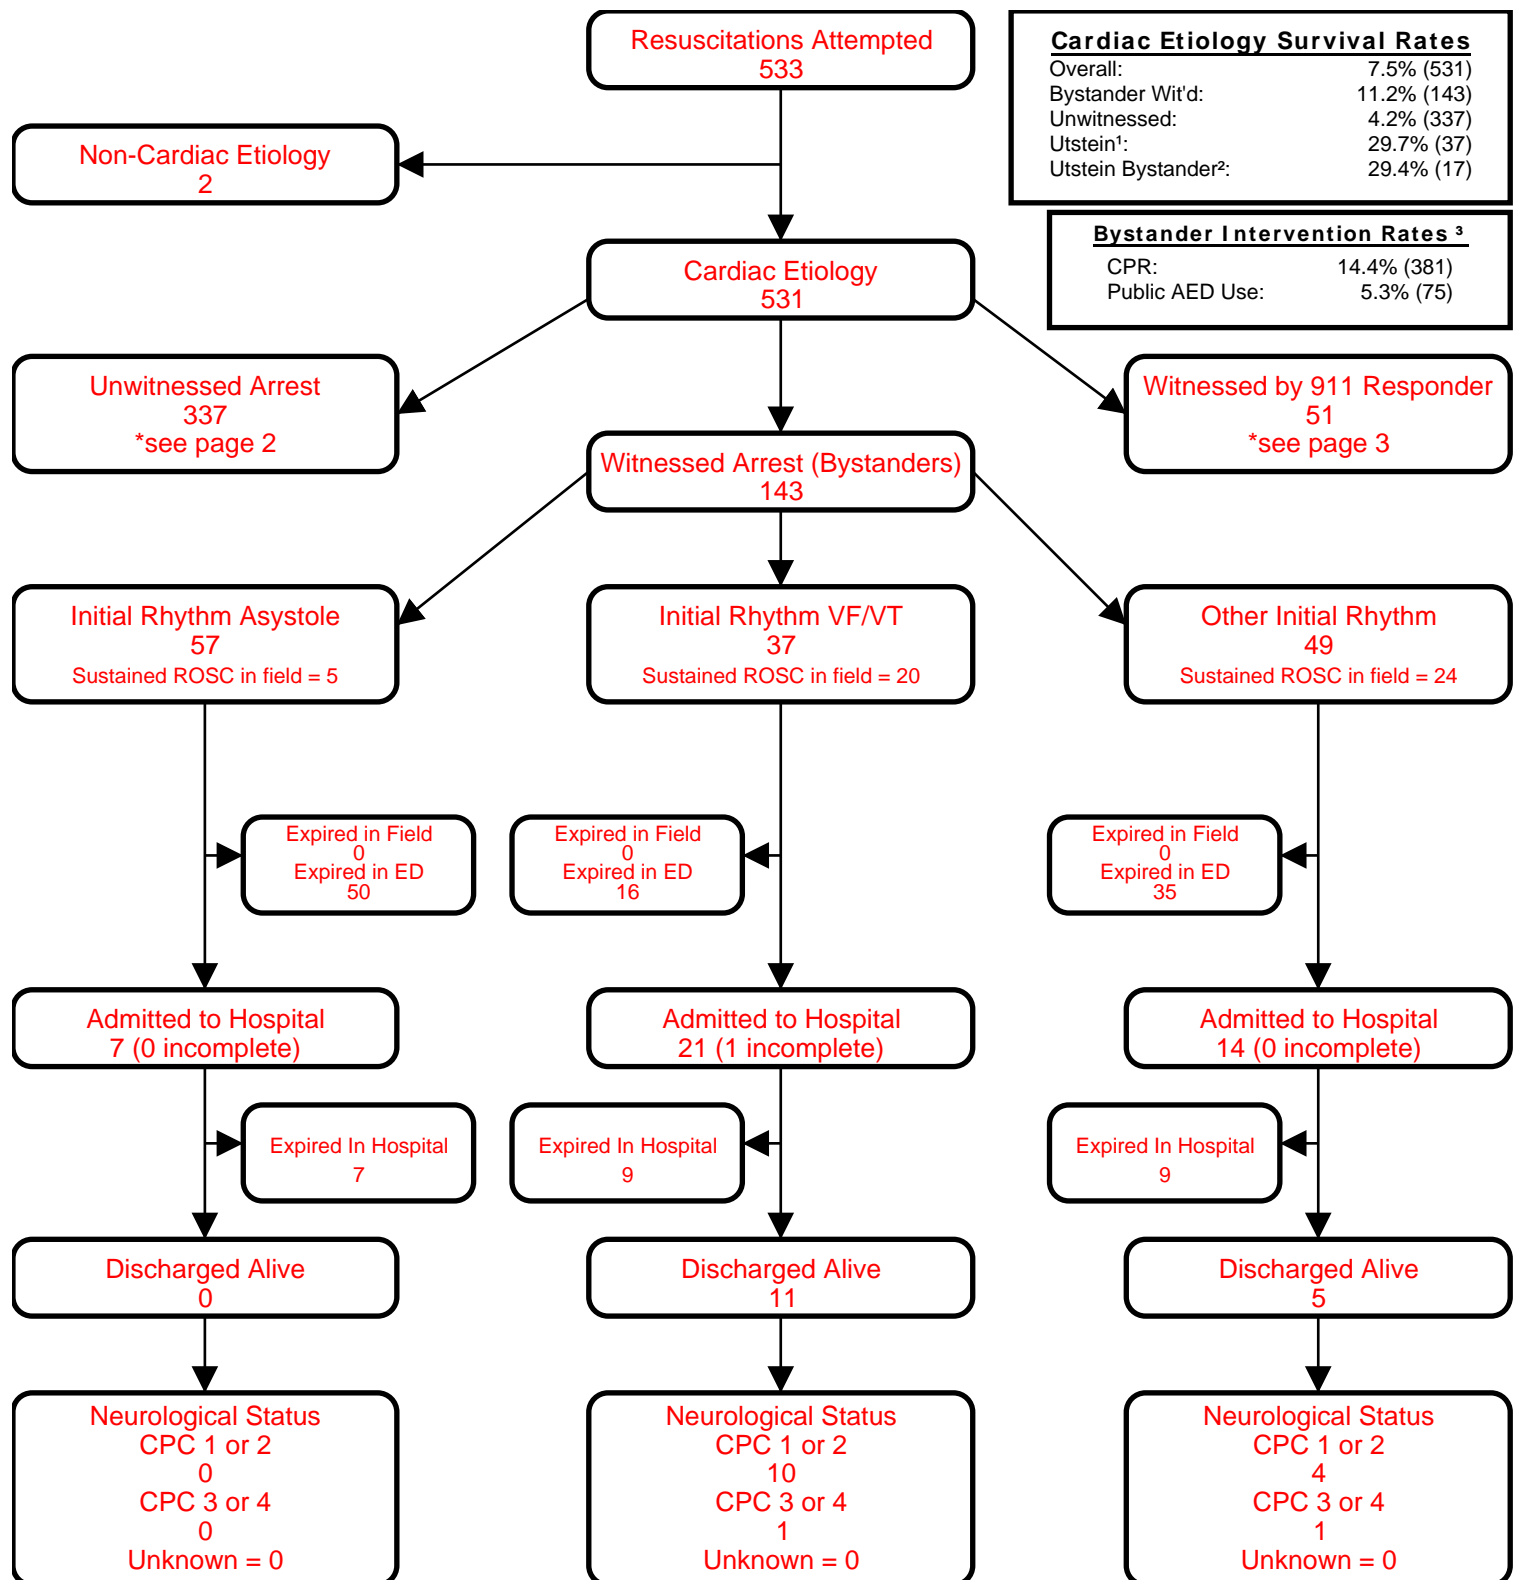 Resuscitations Attempted
533
Cardiac Etiology Survival Rates
Overall: 7.5% (531)
Bystander Wit'd: 11.2% (143)
Unwitnessed: 4.2% (337)
Utstein¹: 29.7% (37)
Utstein Bystander²: 29.4% (17)
Non-Cardiac Etiology
2
Bystander Intervention Rates ³
CPR: 14.4% (381)
Public AED Use: 5.3% (75)
Cardiac Etiology
531
Unwitnessed Arrest
337
*see page 2
Witnessed by 911 Responder
51
*see page 3
Witnessed Arrest (Bystanders)
143
Initial Rhythm Asystole
57
Sustained ROSC in field = 5
Initial Rhythm VF/VT
37
Sustained ROSC in field = 20
Other Initial Rhythm
49
Sustained ROSC in field = 24
Expired in Field
0
Expired in ED
50
Expired in Field
0
Expired in ED
16
Expired in Field
0
Expired in ED
35
Admitted to Hospital
7 (0 incomplete)
Admitted to Hospital
21 (1 incomplete)
Admitted to Hospital
14 (0 incomplete)
Expired In Hospital
7
Expired In Hospital
9
Expired In Hospital
9
Discharged Alive
0
Discharged Alive
11
Discharged Alive
5
Neurological Status
CPC 1 or 2
0
CPC 3 or 4
0
Unknown = 0
Neurological Status
CPC 1 or 2
10
CPC 3 or 4
1
Unknown = 0
Neurological Status
CPC 1 or 2
4
CPC 3 or 4
1
Unknown = 0